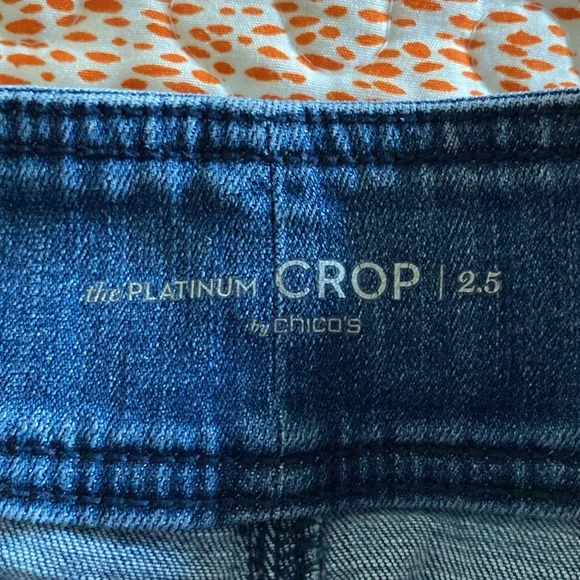 the PLATINUM CROP | 2.5
by chico's